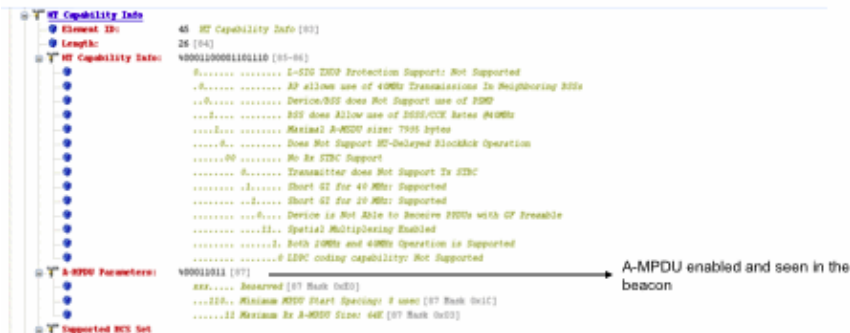 HT Capability Info
Element ID: 45 HT Capability Info [83]
Length: 26 [84]
HT Capability Info: %0001100001101110 [85-86]
0....... ........ L-SIG TXOP Protection Support: Not Supported
.0...... ........ AP allows use of 40MHz Transmissions In Neighboring BSSs
..0..... ........ Device/BSS does Not Support use of PSMP
...1.... ........ BSS does Allow use of DSSS/CCK Rates @40MHz
....1... ........ Maximal A-MSDU size: 7935 bytes
.....0.. ........ Does Not Support HT-Delayed BlockAck Operation
......00 ........ No Rx STBC Support
........ 0....... Transmitter does Not Support Tx STBC
........ .1...... Short GI for 40 MHz: Supported
........ ..1..... Short GI for 20 MHz: Supported
........ ...0.... Device is Not Able to Receive PPDUs with GF Preamble
........ ....11.. Spatial Multiplexing Enabled
........ ......1. Both 20MHz and 40MHz Operation is Supported
........ .......0 LDPC coding capability: Not Supported
A-MPDU Parameters: %00011011 [87]
xxx..... Reserved [87 Mask 0xE0]
...110.. Minimum MPDU Start Spacing: 8 usec [87 Mask 0x1C]
......11 Maximum Rx A-MPDU Size: 64K [87 Mask 0x03]
Supported MCS Set
A-MPDU enabled and seen in the
beacon